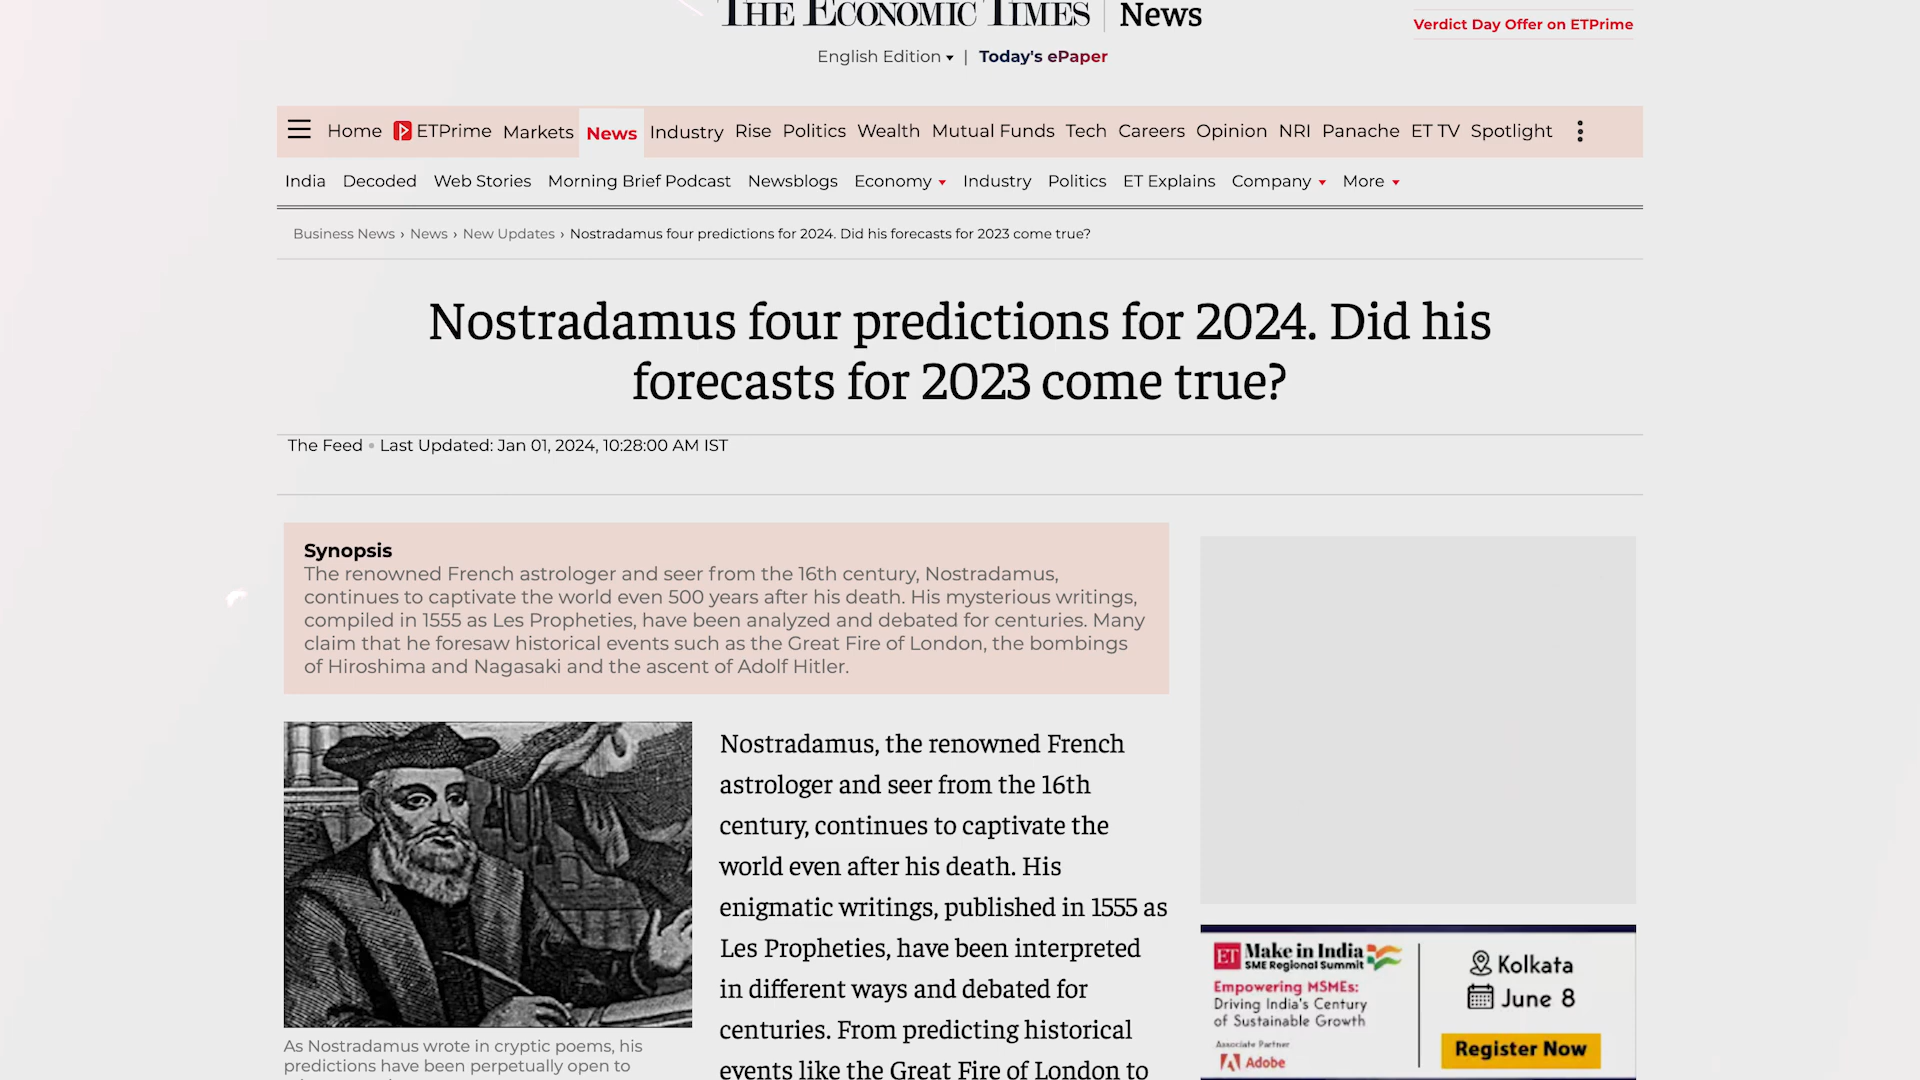 THE ECONOMIC TIMES | News
Verdict Day Offer on ETPrime
English Edition | Today's ePaper
Home ETPrime Markets News Industry Rise Politics Wealth Mutual Funds Tech Careers Opinion NRI Panache ET TV Spotlight
India Decoded Web Stories Morning Brief Podcast Newsblogs Economy Industry Politics ET Explains Company More
Business News › News › New Updates › Nostradamus four predictions for 2024. Did his forecasts for 2023 come true?
Nostradamus four predictions for 2024. Did his
forecasts for 2023 come true?
The Feed • Last Updated: Jan 01, 2024, 10:28:00 AM IST
Synopsis
The renowned French astrologer and seer from the 16th century, Nostradamus,
continues to captivate the world even 500 years after his death. His mysterious writings,
compiled in 1555 as Les Propheties, have been analyzed and debated for centuries. Many
claim that he foresaw historical events such as the Great Fire of London, the bombings
of Hiroshima and Nagasaki and the ascent of Adolf Hitler.
As Nostradamus wrote in cryptic poems, his
predictions have been perpetually open to
Nostradamus, the renowned French
astrologer and seer from the 16th
century, continues to captivate the
world even after his death. His
enigmatic writings, published in 1555 as
Les Propheties, have been interpreted
in different ways and debated for
centuries. From predicting historical
events like the Great Fire of London to
ET Make in India
SME Regional Summit
Empowering MSMEs:
Driving India's Century
of Sustainable Growth
Associate Partner
Adobe
Kolkata
June 8
Register Now